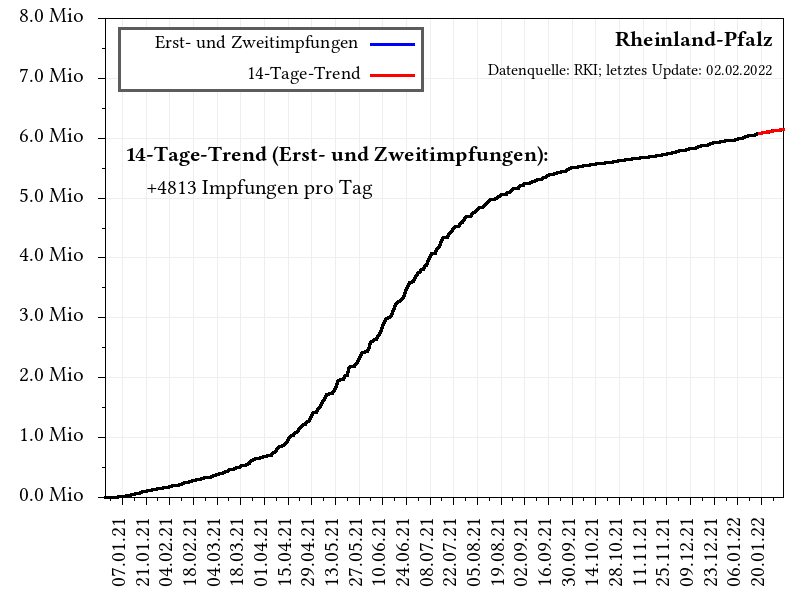 8.0 Mio
7.0 Mio
6.0 Mio
5.0 Mio
4.0 Mio
3.0 Mio
2.0 Mio
1.0 Mio
0.0 Mio
Erst- und Zweitimpfungen
14-Tage-Trend
Rheinland-Pfalz
Datenquelle: RKI; letztes Update: 02.02.2022
14-Tage-Trend (Erst- und Zweitimpfungen):
+4813 Impfungen pro Tag
07.01.21
21.01.21
04.02.21
18.02.21
04.03.21
18.03.21
01.04.21
15.04.21
29.04.21
13.05.21
27.05.21
10.06.21
24.06.21
08.07.21
22.07.21
05.08.21
19.08.21
02.09.21
16.09.21
30.09.21
14.10.21
28.10.21
11.11.21
25.11.21
09.12.21
23.12.21
06.01.22
20.01.22